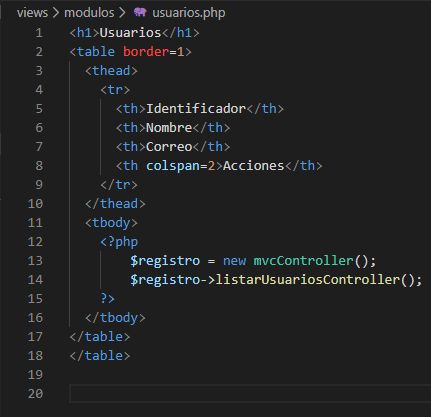 views > modulos > usuarios.php
1 <h1>Usuarios</h1>
2 <table border=1>
3   <thead>
4     <tr>
5       <th>Identificador</th>
6       <th>Nombre</th>
7       <th>Correo</th>
8       <th colspan=2>Acciones</th>
9     </tr>
10   </thead>
11   <tbody>
12     <?php
13         $registro = new mvcController();
14         $registro->listarUsuariosController();
15     ?>
16   </tbody>
17 </table>
18 </table>
19
20